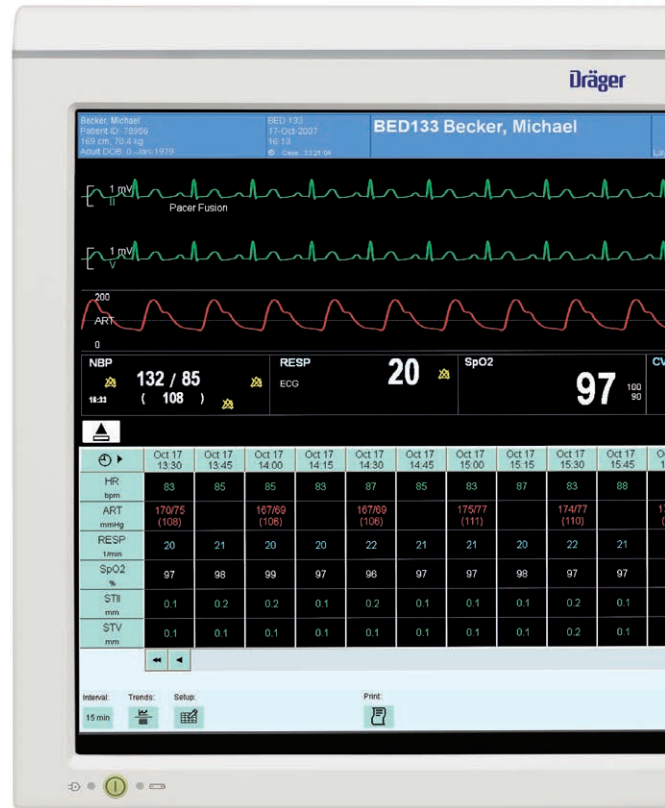 Dräger
Becker, Michael
Patient ID: 78956
169 cm, 70.4 kg
BED 133
17-Oct-2007
16:13
BED133 Becker, Michael
1 mV
II
Pacer Fusion
1 mV
V
200
ART
0
NBP
132 / 85
( 108 )
RESP
ECG
20
SpO2
97
100
90
Oct 17 13:30 Oct 17 13:45 Oct 17 14:00 Oct 17 14:15 Oct 17 14:30 Oct 17 14:45 Oct 17 15:00 Oct 17 15:15 Oct 17 15:30 Oct 17 15:45
HR bpm 83 85 85 83 87 85 83 87 83 88
ART mmHg 170/75 (108) 167/69 (106) 167/69 (106) 175/77 (111) 174/77 (110)
RESP 1/min 20 21 20 20 22 21 21 20 22 21
SpO2 % 97 98 99 97 96 97 97 98 97 97
STII mm 0.1 0.2 0.2 0.1 0.2 0.1 0.1 0.1 0.2 0.1
STV mm 0.1 0.1 0.1 0.1 0.1 0.1 0.1 0.1 0.2 0.1
Interval: Trends: Setup: Print:
15 min